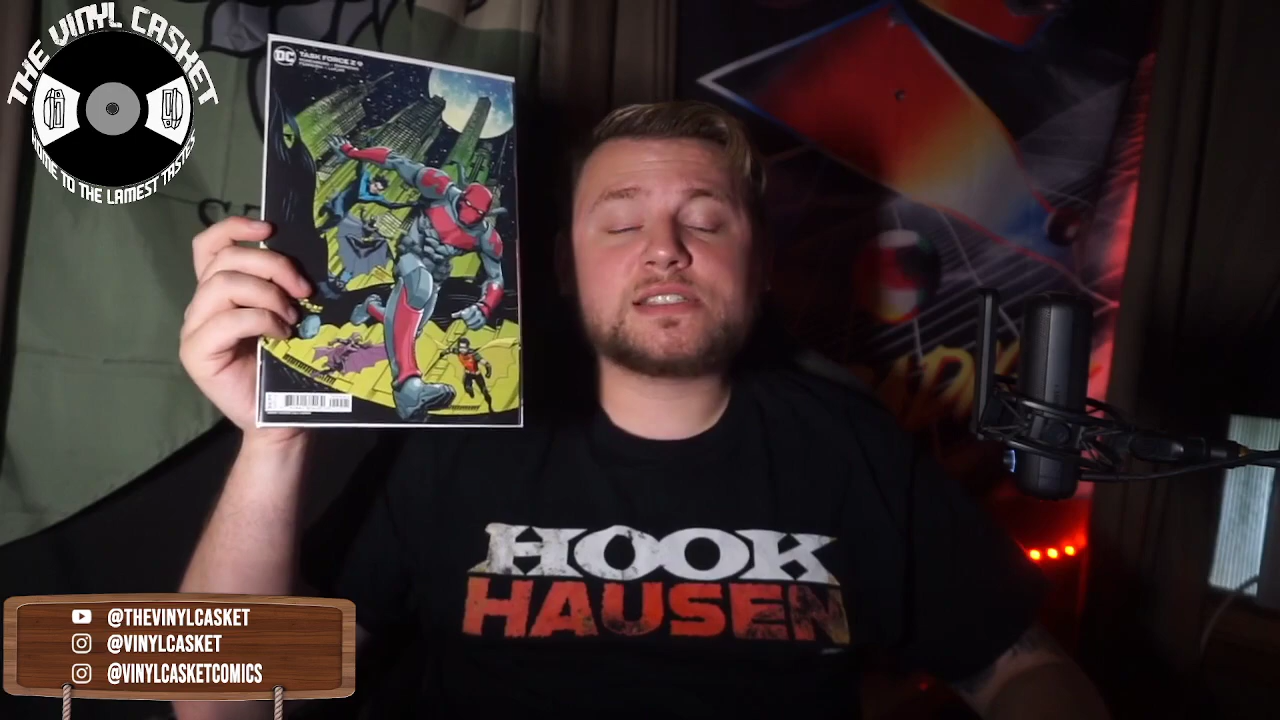 THE VINYL CASKET
HOME TO THE LAMEST TASTES
DC
TASK FORCE Z
HOOK
HAUSEN
@THEVINYLCASKET
@VINYLCASKET
@VINYLCASKETCOMICS